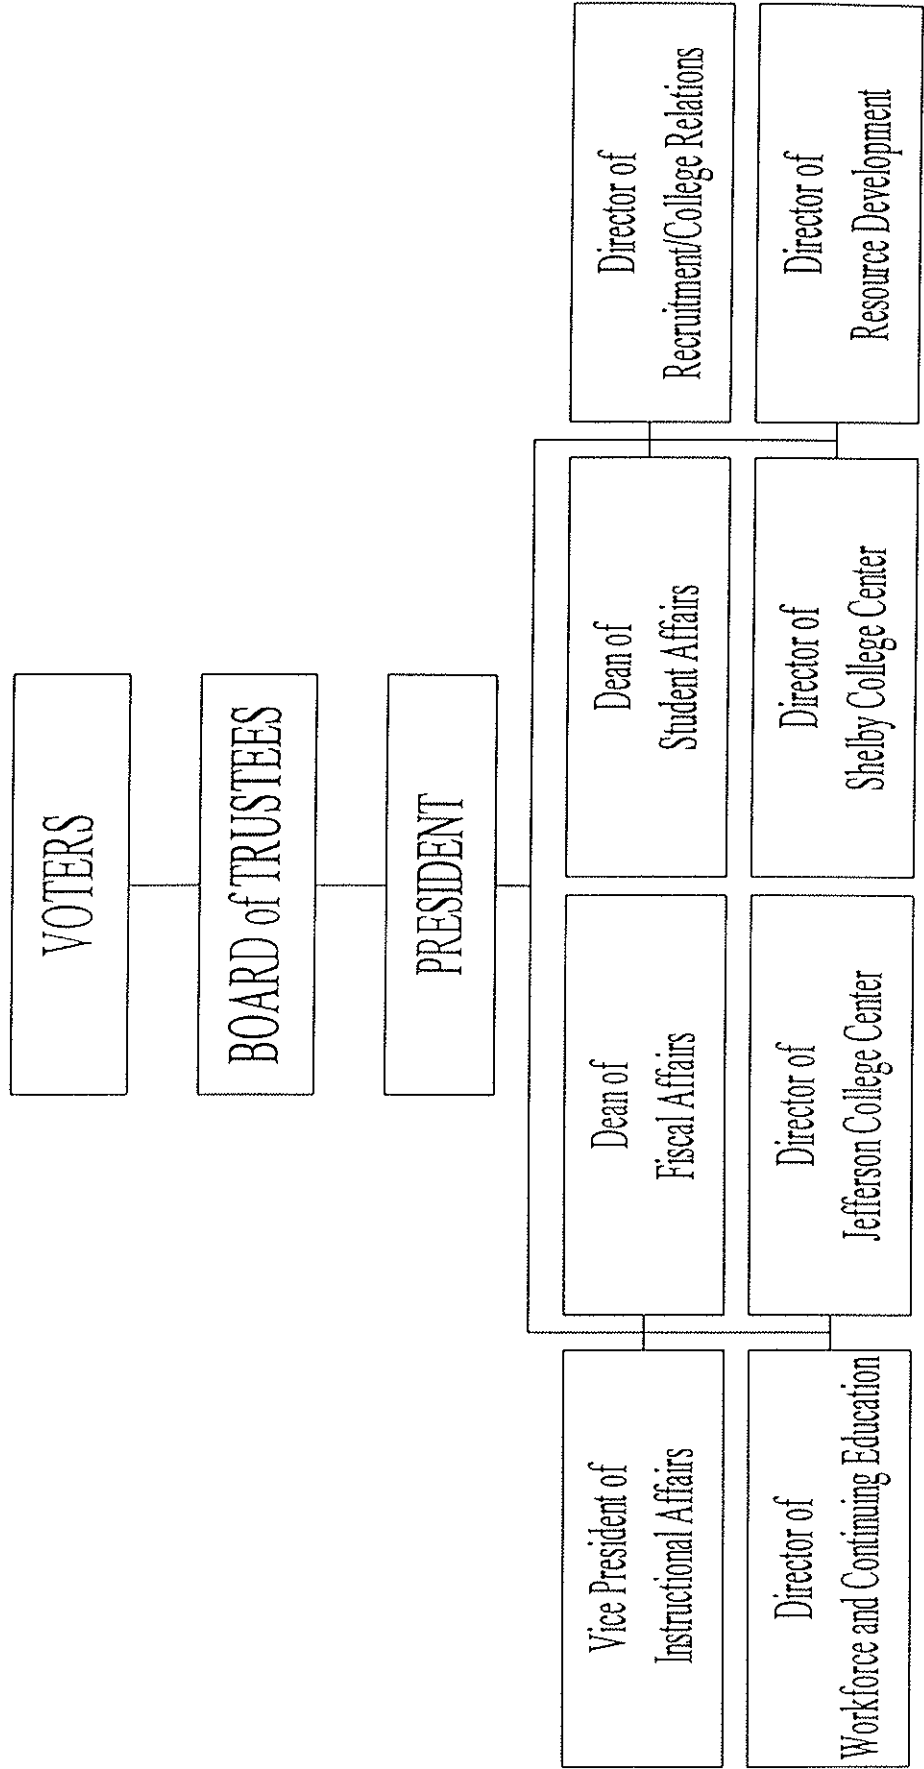 VOTERS
BOARD of TRUSTEES
PRESIDENT
Vice President of
Instructional Affairs
Dean of
Fiscal Affairs
Dean of
Student Affairs
Director of
Recruitment/College Relations
Director of
Workforce and Continuing Education
Director of
Jefferson College Center
Director of
Shelby College Center
Director of
Resource Development